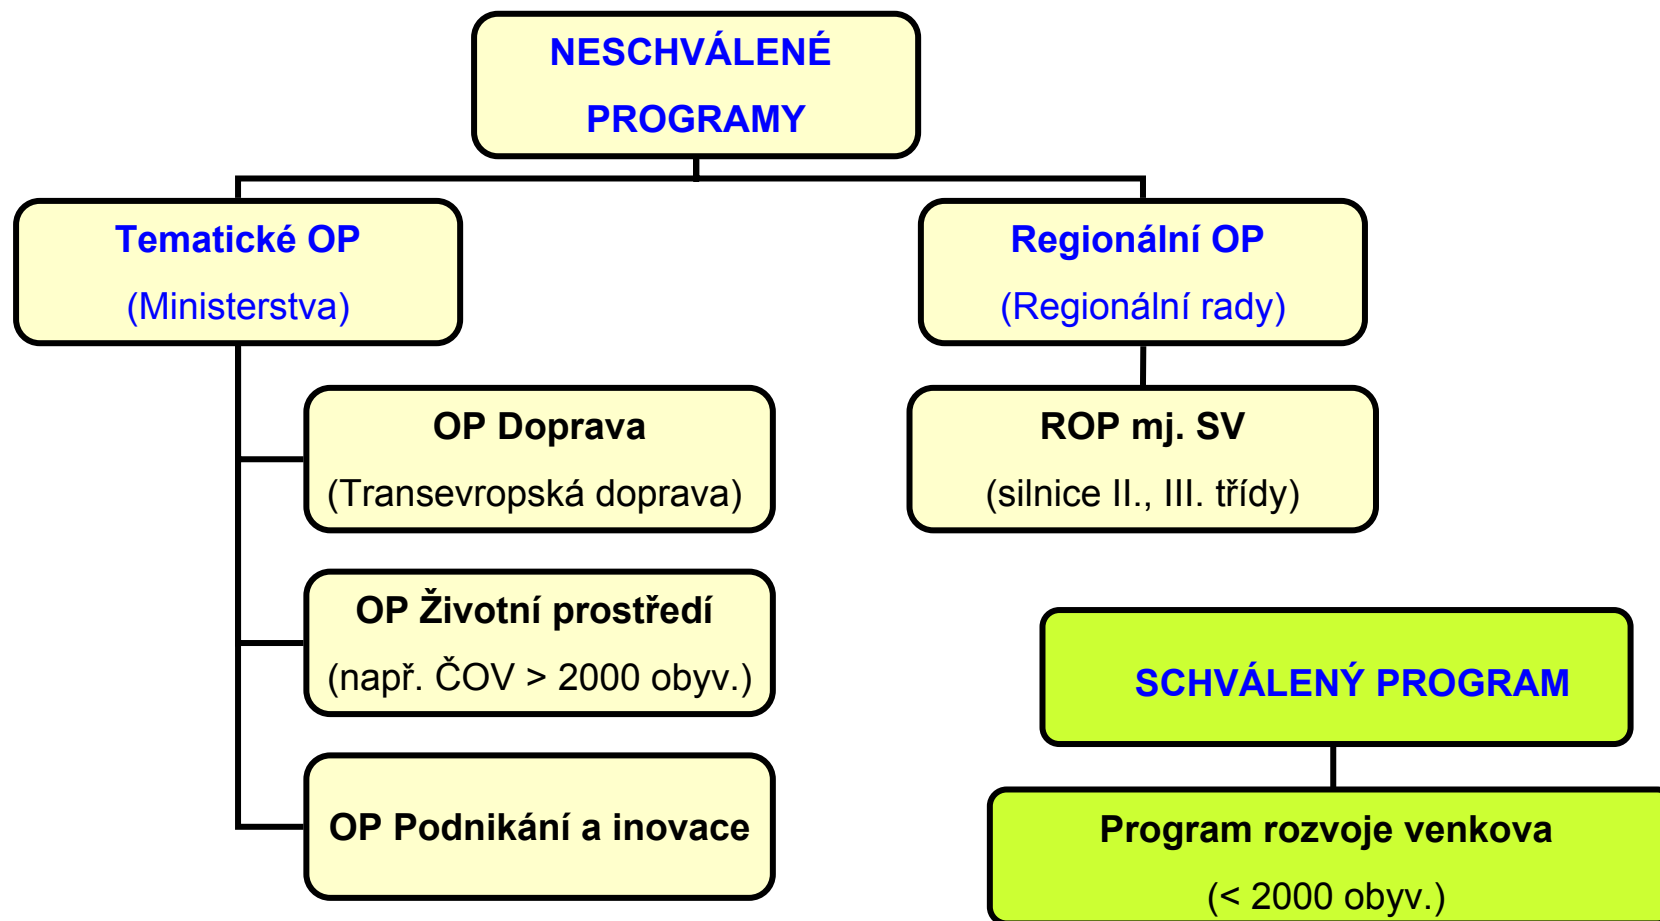 NESCHVÁLENÉ
PROGRAMY
Tematické OP
(Ministerstva)
Regionální OP
(Regionální rady)
OP Doprava
(Transevropská doprava)
ROP mj. SV
(silnice II., III. třídy)
OP Životní prostředí
(např. ČOV > 2000 obyv.)
SCHVÁLENÝ PROGRAM
OP Podnikání a inovace
Program rozvoje venkova
(< 2000 obyv.)